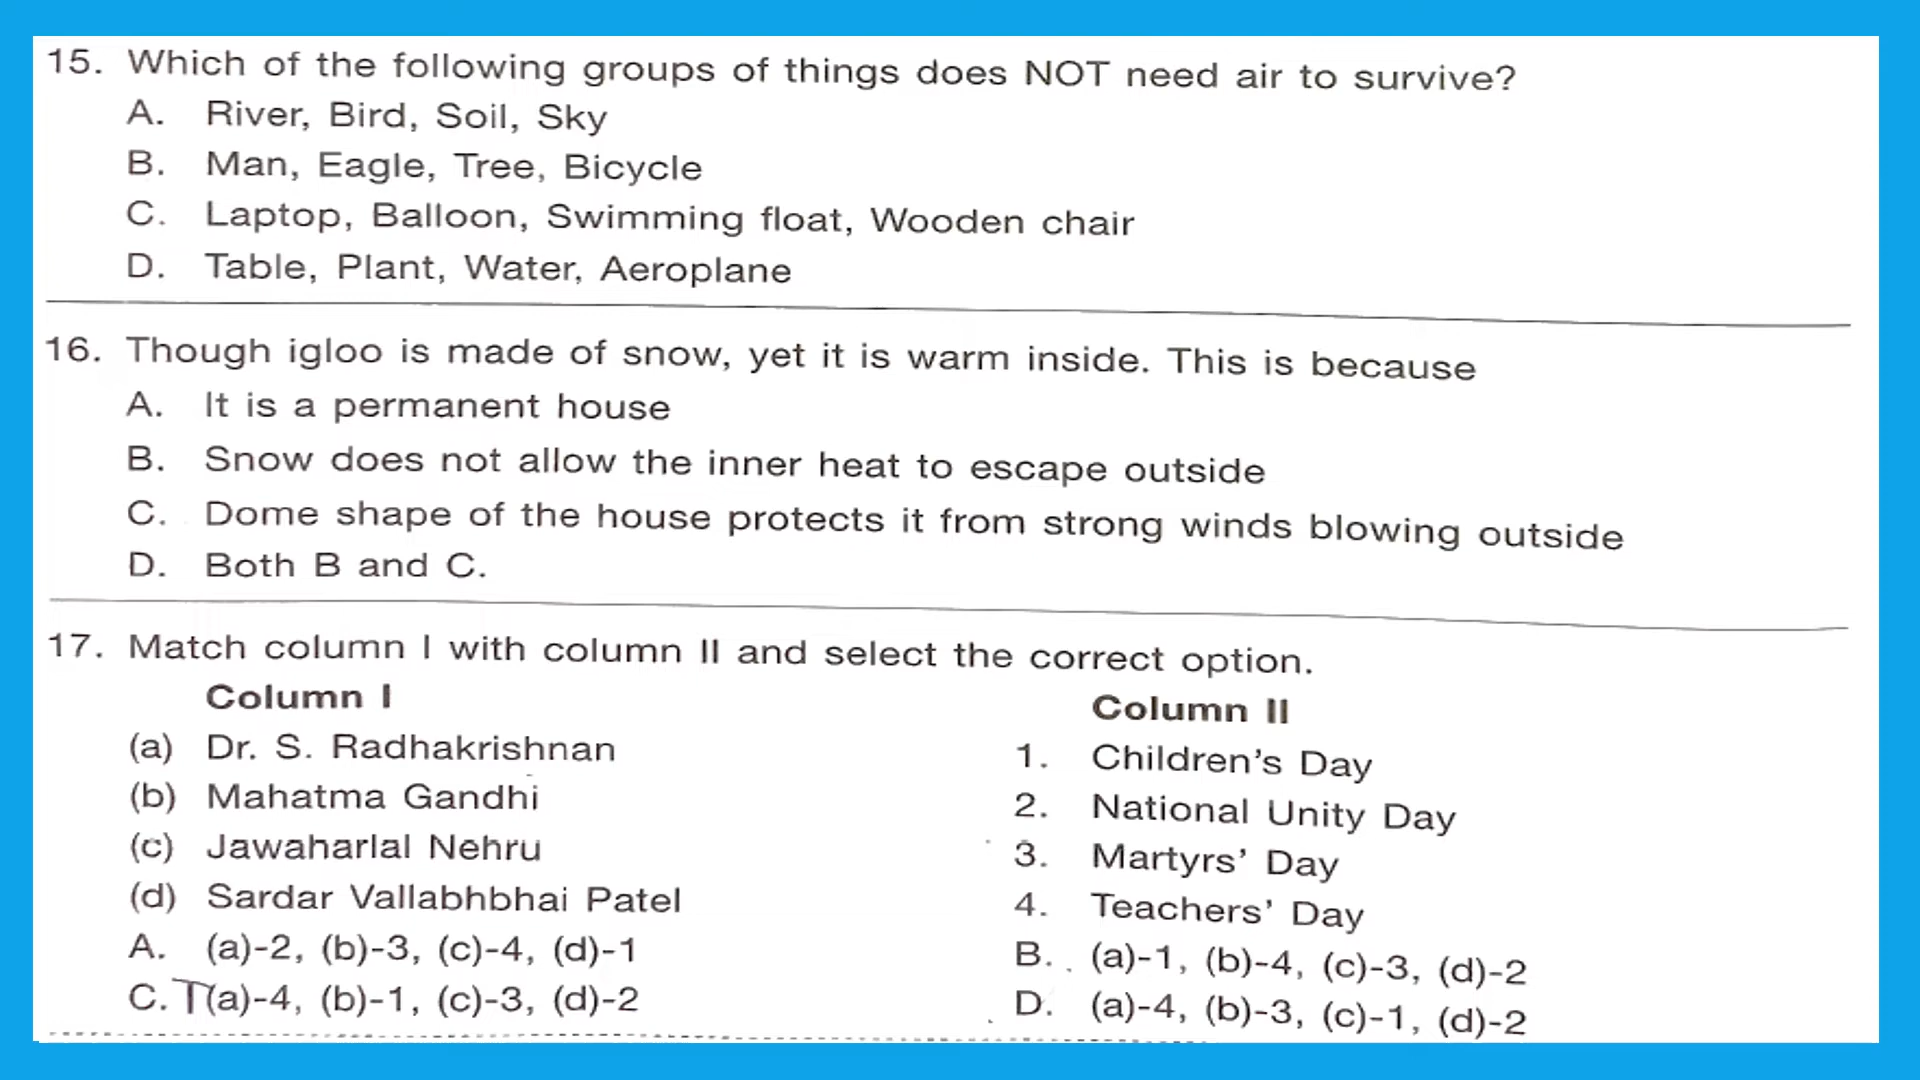 15. Which of the following groups of things does NOT need air to survive?
A. River, Bird, Soil, Sky
B. Man, Eagle, Tree, Bicycle
C. Laptop, Balloon, Swimming float, Wooden chair
D. Table, Plant, Water, Aeroplane
16. Though igloo is made of snow, yet it is warm inside. This is because
A. It is a permanent house
B. Snow does not allow the inner heat to escape outside
C. Dome shape of the house protects it from strong winds blowing outside
D. Both B and C.
17. Match column I with column II and select the correct option.
Column I Column II
(a) Dr. S. Radhakrishnan 1. Children's Day
(b) Mahatma Gandhi 2. National Unity Day
(c) Jawaharlal Nehru 3. Martyrs' Day
(d) Sardar Vallabhbhai Patel 4. Teachers' Day
A. (a)-2, (b)-3, (c)-4, (d)-1 B. (a)-1, (b)-4, (c)-3, (d)-2
C. (a)-4, (b)-1, (c)-3, (d)-2 D. (a)-4, (b)-3, (c)-1, (d)-2